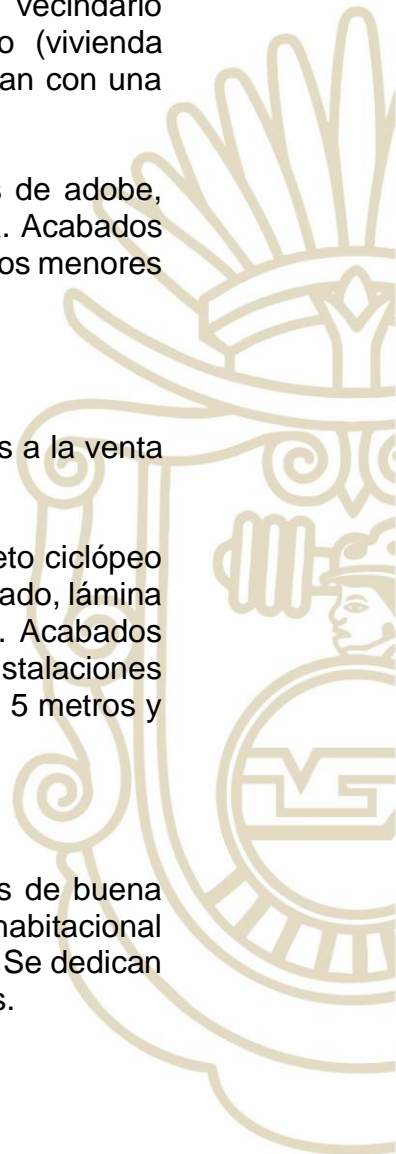 vecindario
o (vivienda
an con una
s de adobe,
. Acabados
os menores
s a la venta
eto ciclópeo
ado, lámina
. Acabados
stalaciones
5 metros y
s de buena
habitacional
Se dedican
s.